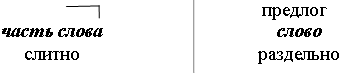 часть слова
слитно
предлог
слово
раздельно